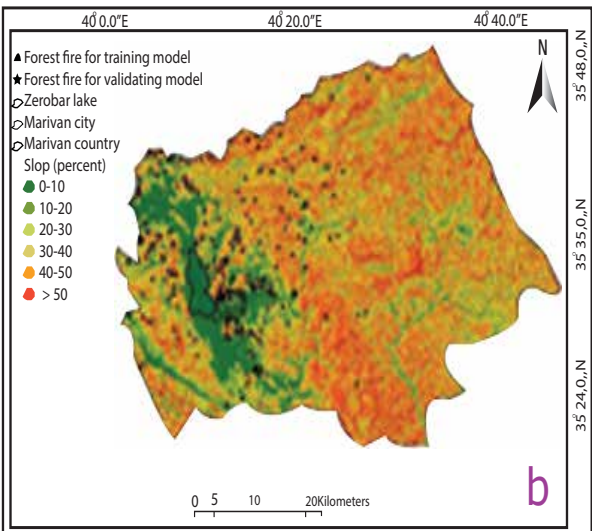 40˚0.0,,E 40˚20.0,,E 40˚40.0,,E
N
Forest fire for training model
Forest fire for validating model
Zerobar lake
Marivan city
Marivan country
Slop (percent)
0-10
10-20
20-30
30-40
40-50
> 50
35˚48,0,,N
35˚35,0,,N
35˚24,0,,N
0 5 10 20Kilometers
b